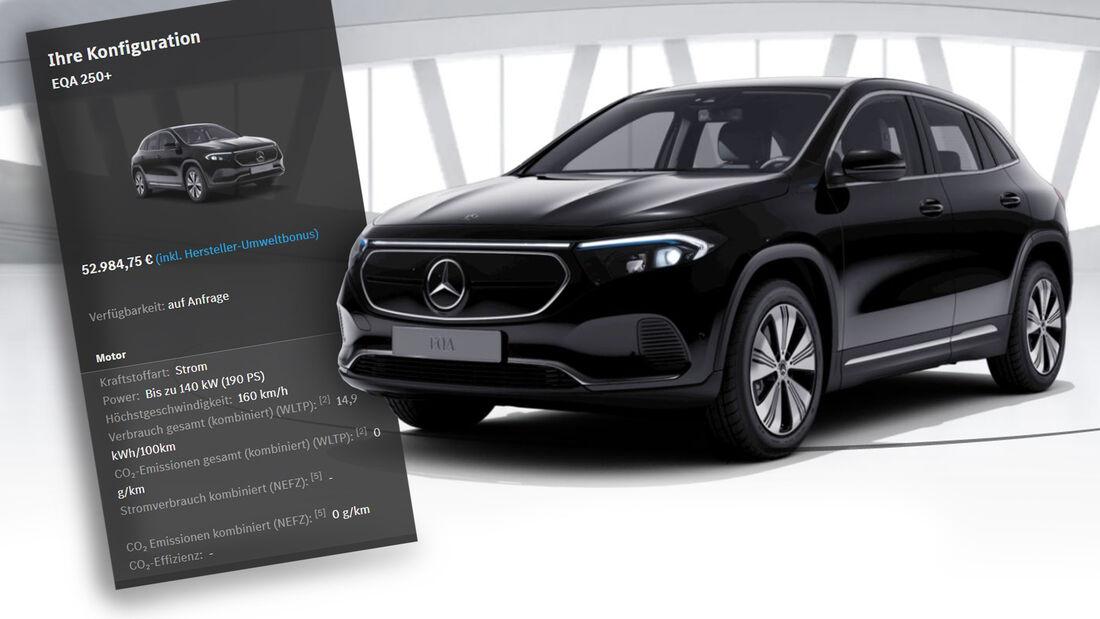 Ihre Konfiguration
EQA 250+
52.984,75 € (inkl. Hersteller-Umweltbonus)
Verfügbarkeit: auf Anfrage
Motor
Kraftstoffart: Strom
Power: Bis zu 140 kW (190 PS)
Höchstgeschwindigkeit: 160 km/h
Verbrauch gesamt (kombiniert) (WLTP): [2] 14,9
kWh/100km
CO₂-Emissionen gesamt (kombiniert) (WLTP): [2] 0
g/km
Stromverbrauch kombiniert (NEFZ): [5] -
CO₂ Emissionen kombiniert (NEFZ): [5] 0 g/km
CO₂-Effizienz: -
EQA